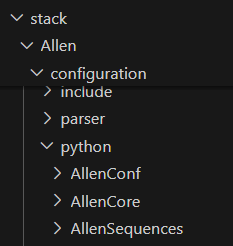 stack
Allen
configuration
include
parser
python
AllenConf
AllenCore
AllenSequences